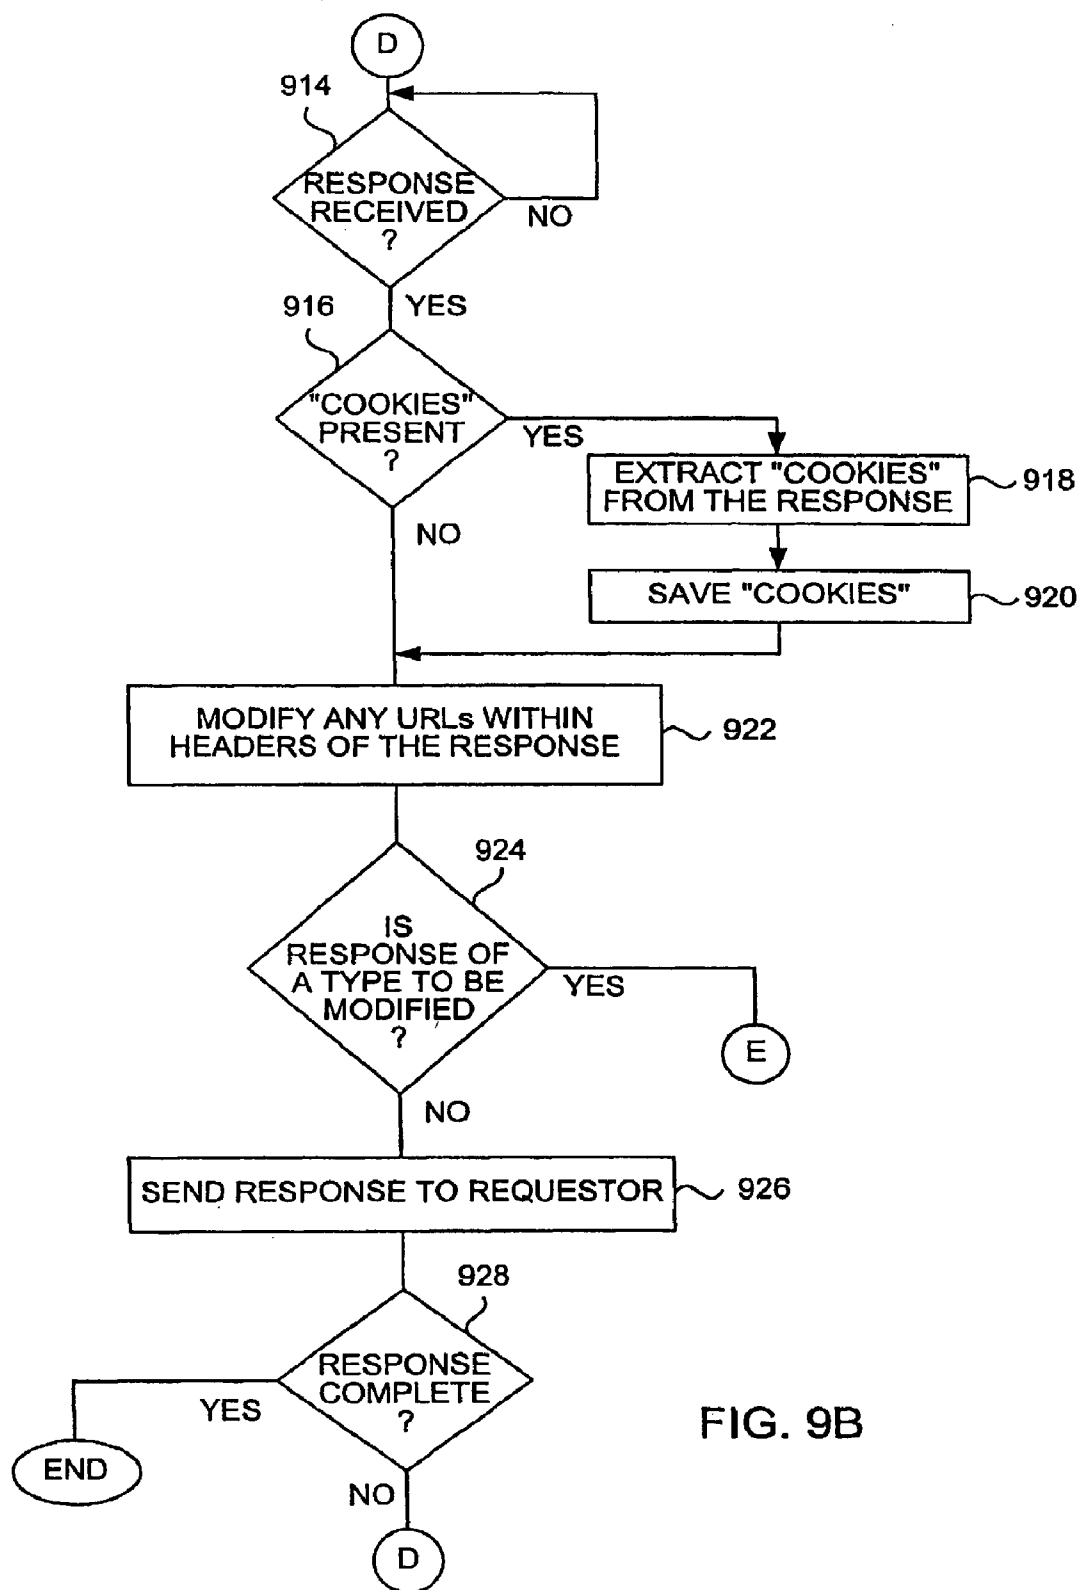 D
914
RESPONSE
RECEIVED
?
NO
YES
916
"COOKIES"
PRESENT
?
YES
NO
EXTRACT "COOKIES"
FROM THE RESPONSE
918
SAVE "COOKIES"
920
MODIFY ANY URLs WITHIN
HEADERS OF THE RESPONSE
922
924
IS
RESPONSE OF
A TYPE TO BE
MODIFIED
?
YES
E
NO
SEND RESPONSE TO REQUESTOR
926
928
RESPONSE
COMPLETE
?
YES
END
NO
D
FIG. 9B